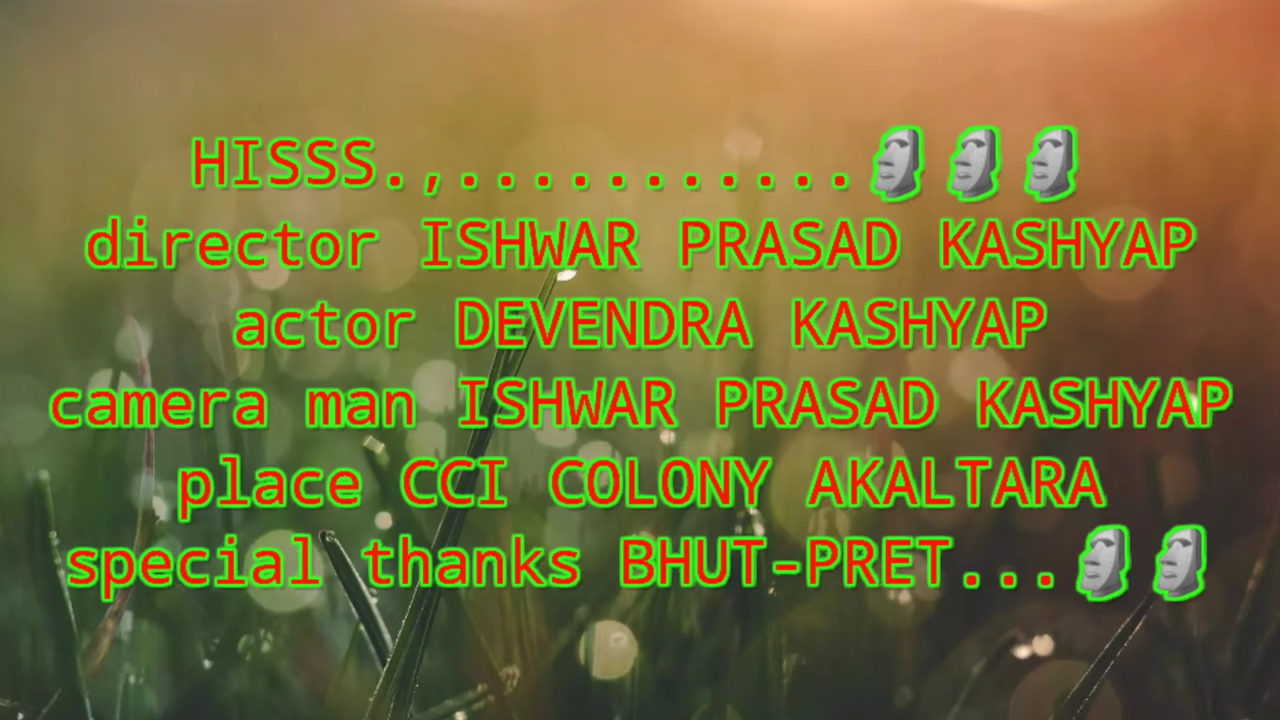 HISSS.,...........🗿🗿🗿
director ISHWAR PRASAD KASHYAP
actor DEVENDRA KASHYAP
camera man ISHWAR PRASAD KASHYAP
place CCI COLONY AKALTARA
special thanks BHUT-PRET...🗿🗿